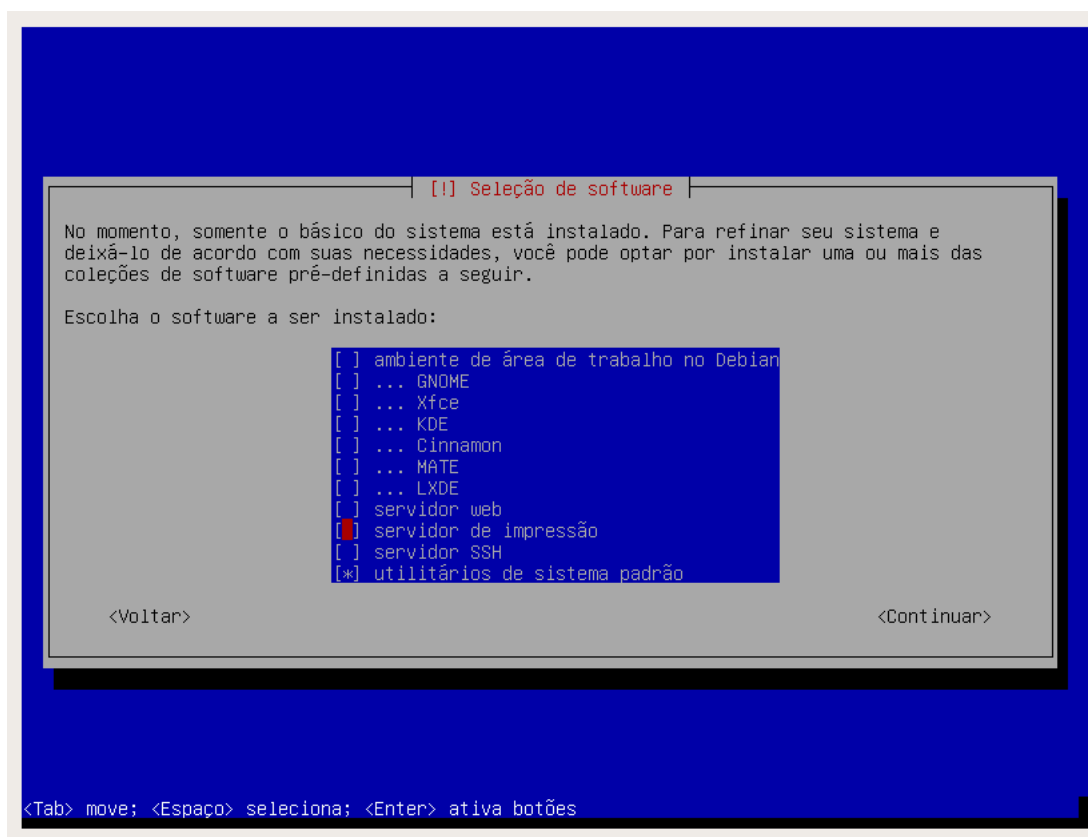 [!] Seleção de software
No momento, somente o básico do sistema está instalado. Para refinar seu sistema e
deixá-lo de acordo com suas necessidades, você pode optar por instalar uma ou mais das
coleções de software pré-definidas a seguir.
Escolha o software a ser instalado:
[ ] ambiente de área de trabalho no Debian
[ ] ... GNOME
[ ] ... Xfce
[ ] ... KDE
[ ] ... Cinnamon
[ ] ... MATE
[ ] ... LXDE
[ ] servidor web
[ ] servidor de impressão
[ ] servidor SSH
[*] utilitários de sistema padrão
<Voltar> <Continuar>
<Tab> move; <Espaço> seleciona; <Enter> ativa botões